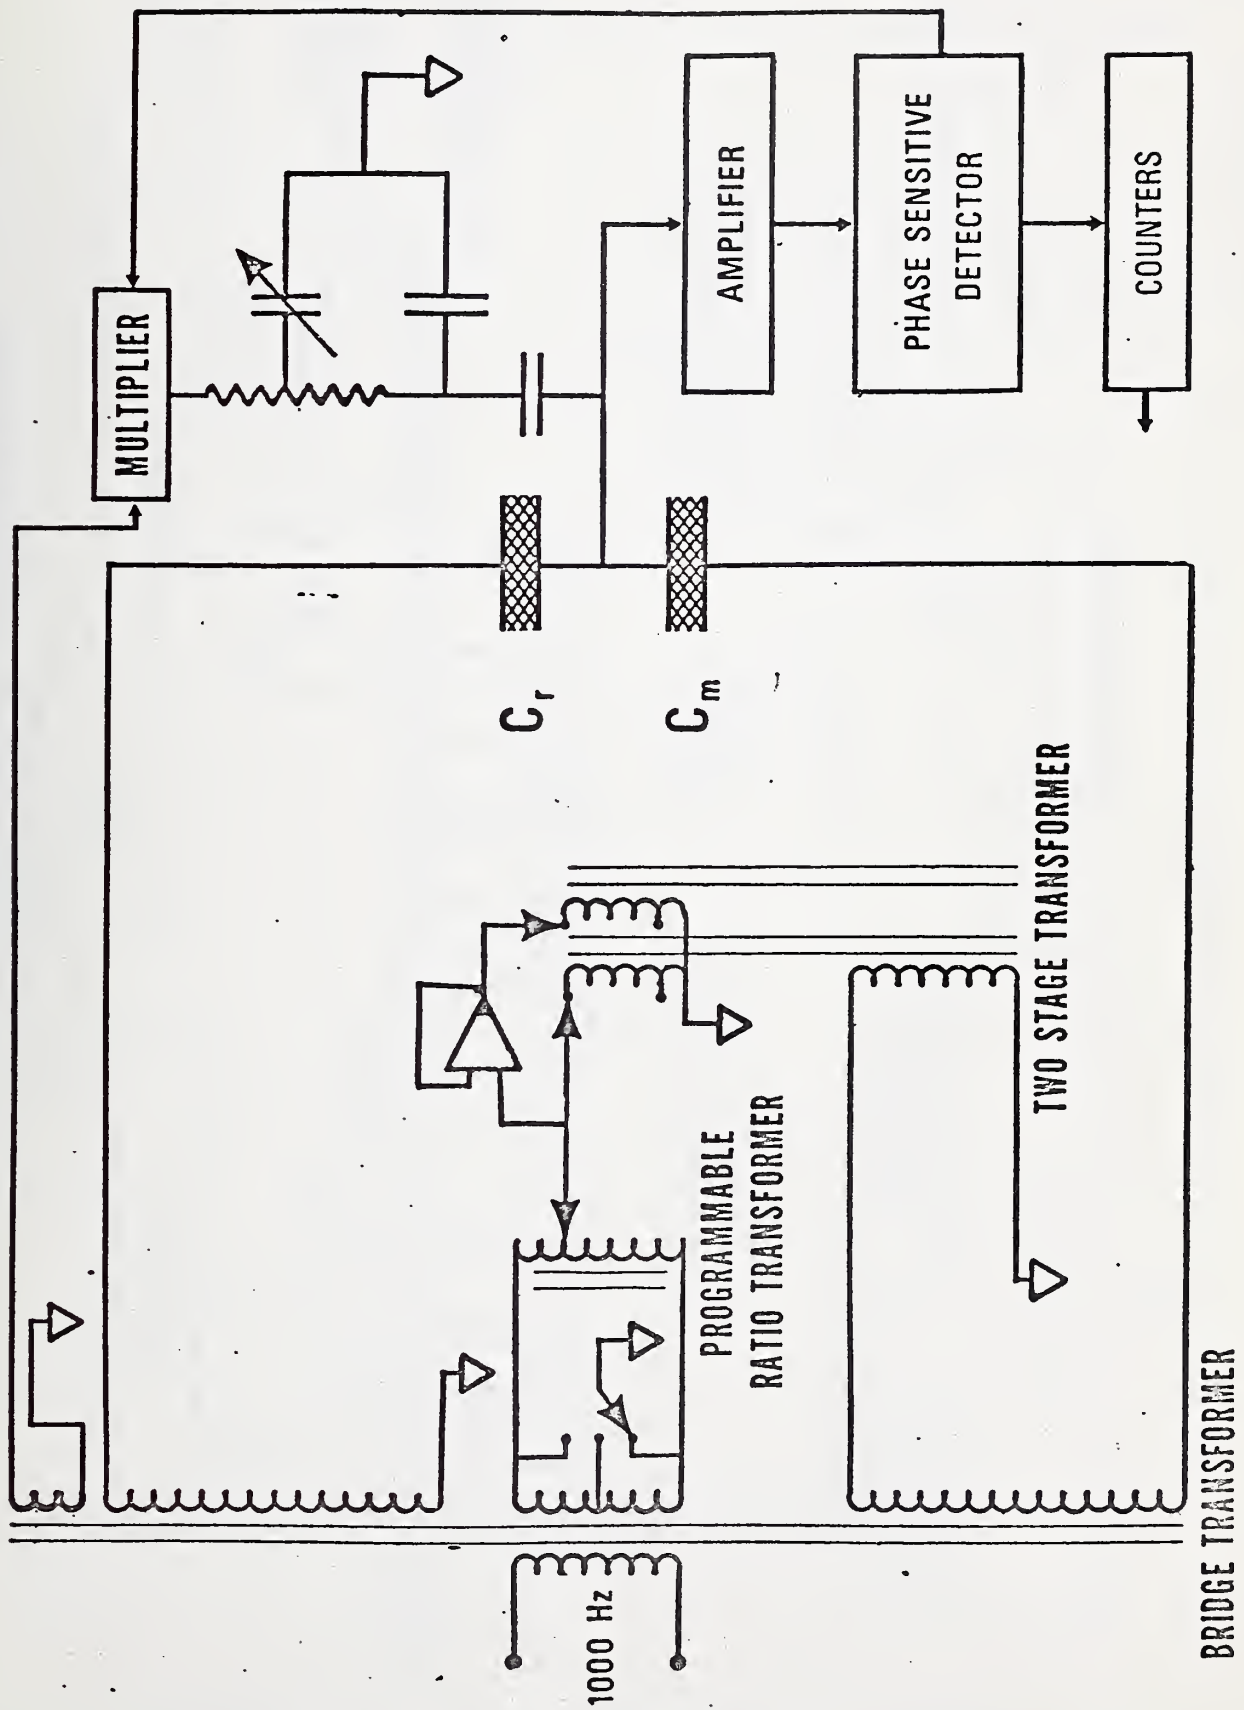 MULTIPLIER
AMPLIFIER
PHASE SENSITIVE
DETECTOR
COUNTERS
Cr
Cm
TWO STAGE TRANSFORMER
PROGRAMMABLE
RATIO TRANSFORMER
1000 Hz
BRIDGE TRANSFORMER